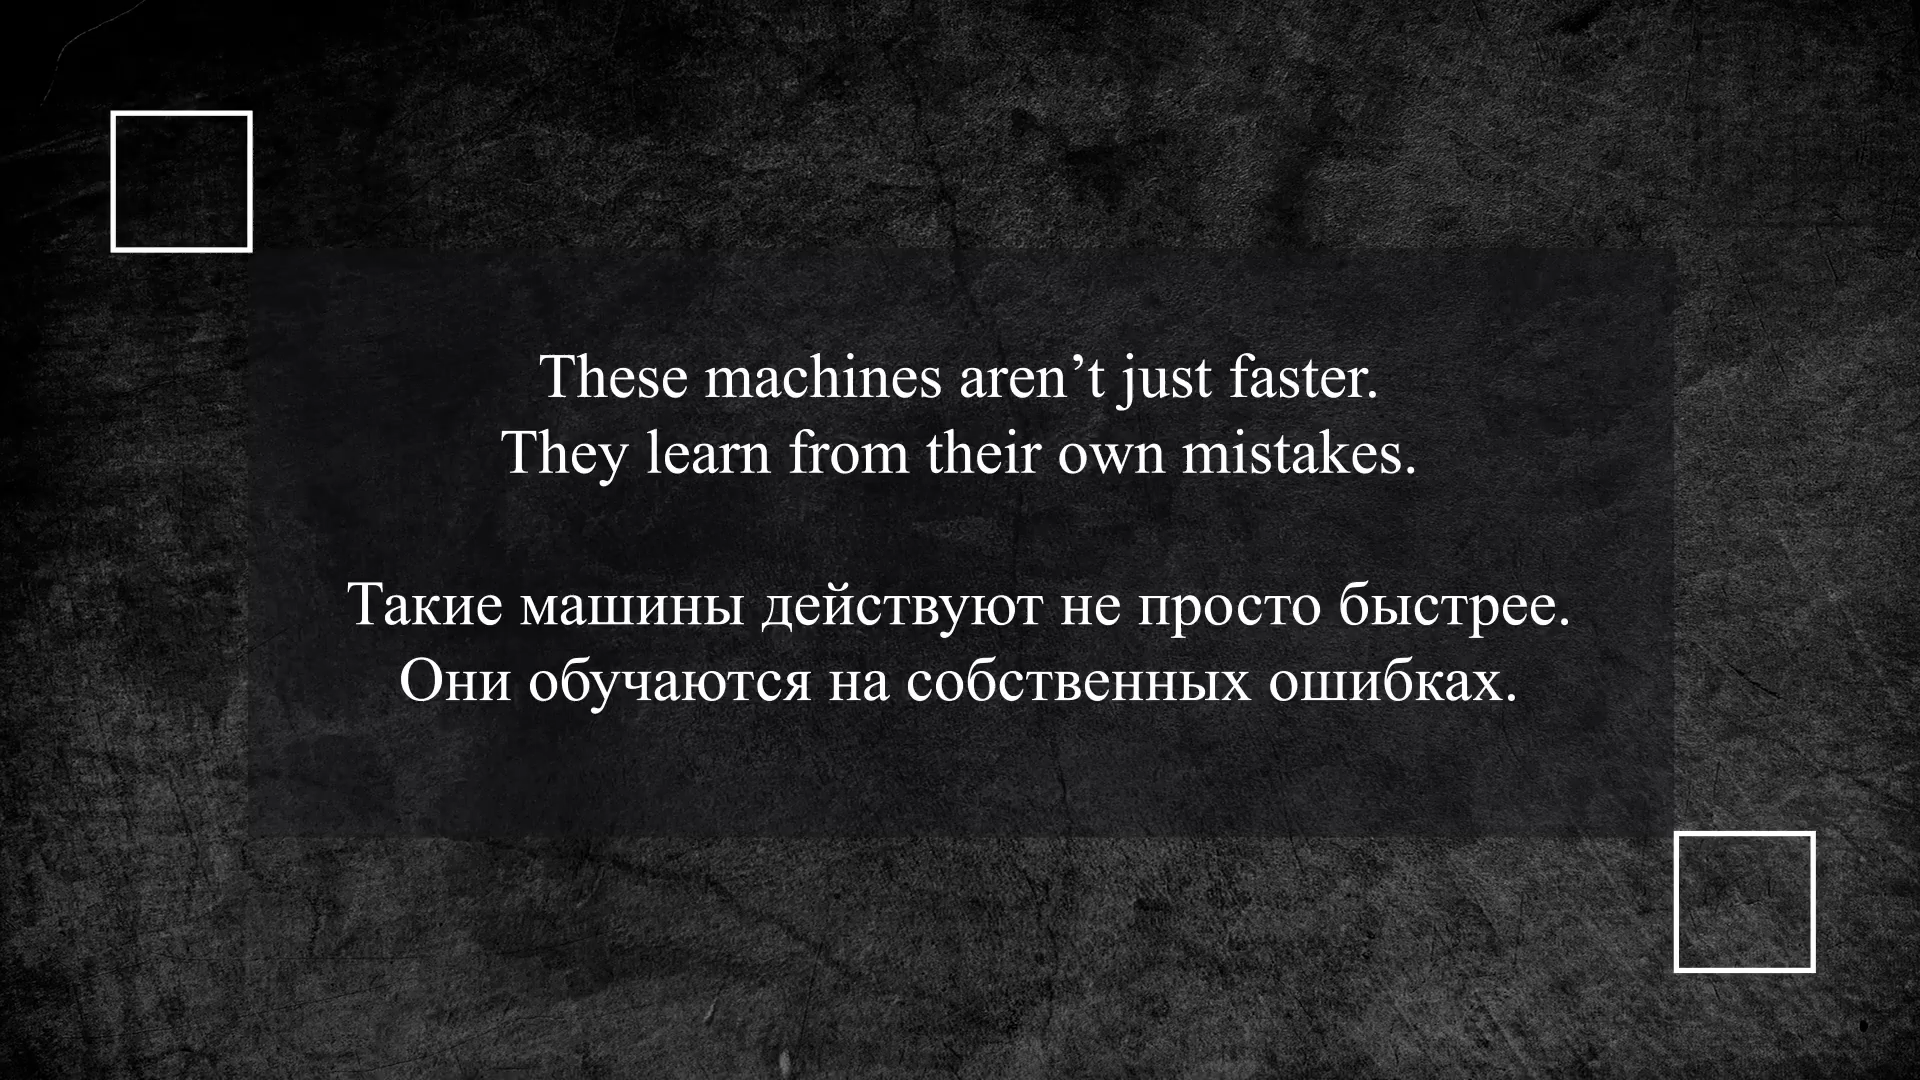 These machines aren’t just faster.
They learn from their own mistakes.
Такие машины действуют не просто быстрее.
Они обучаются на собственных ошибках.